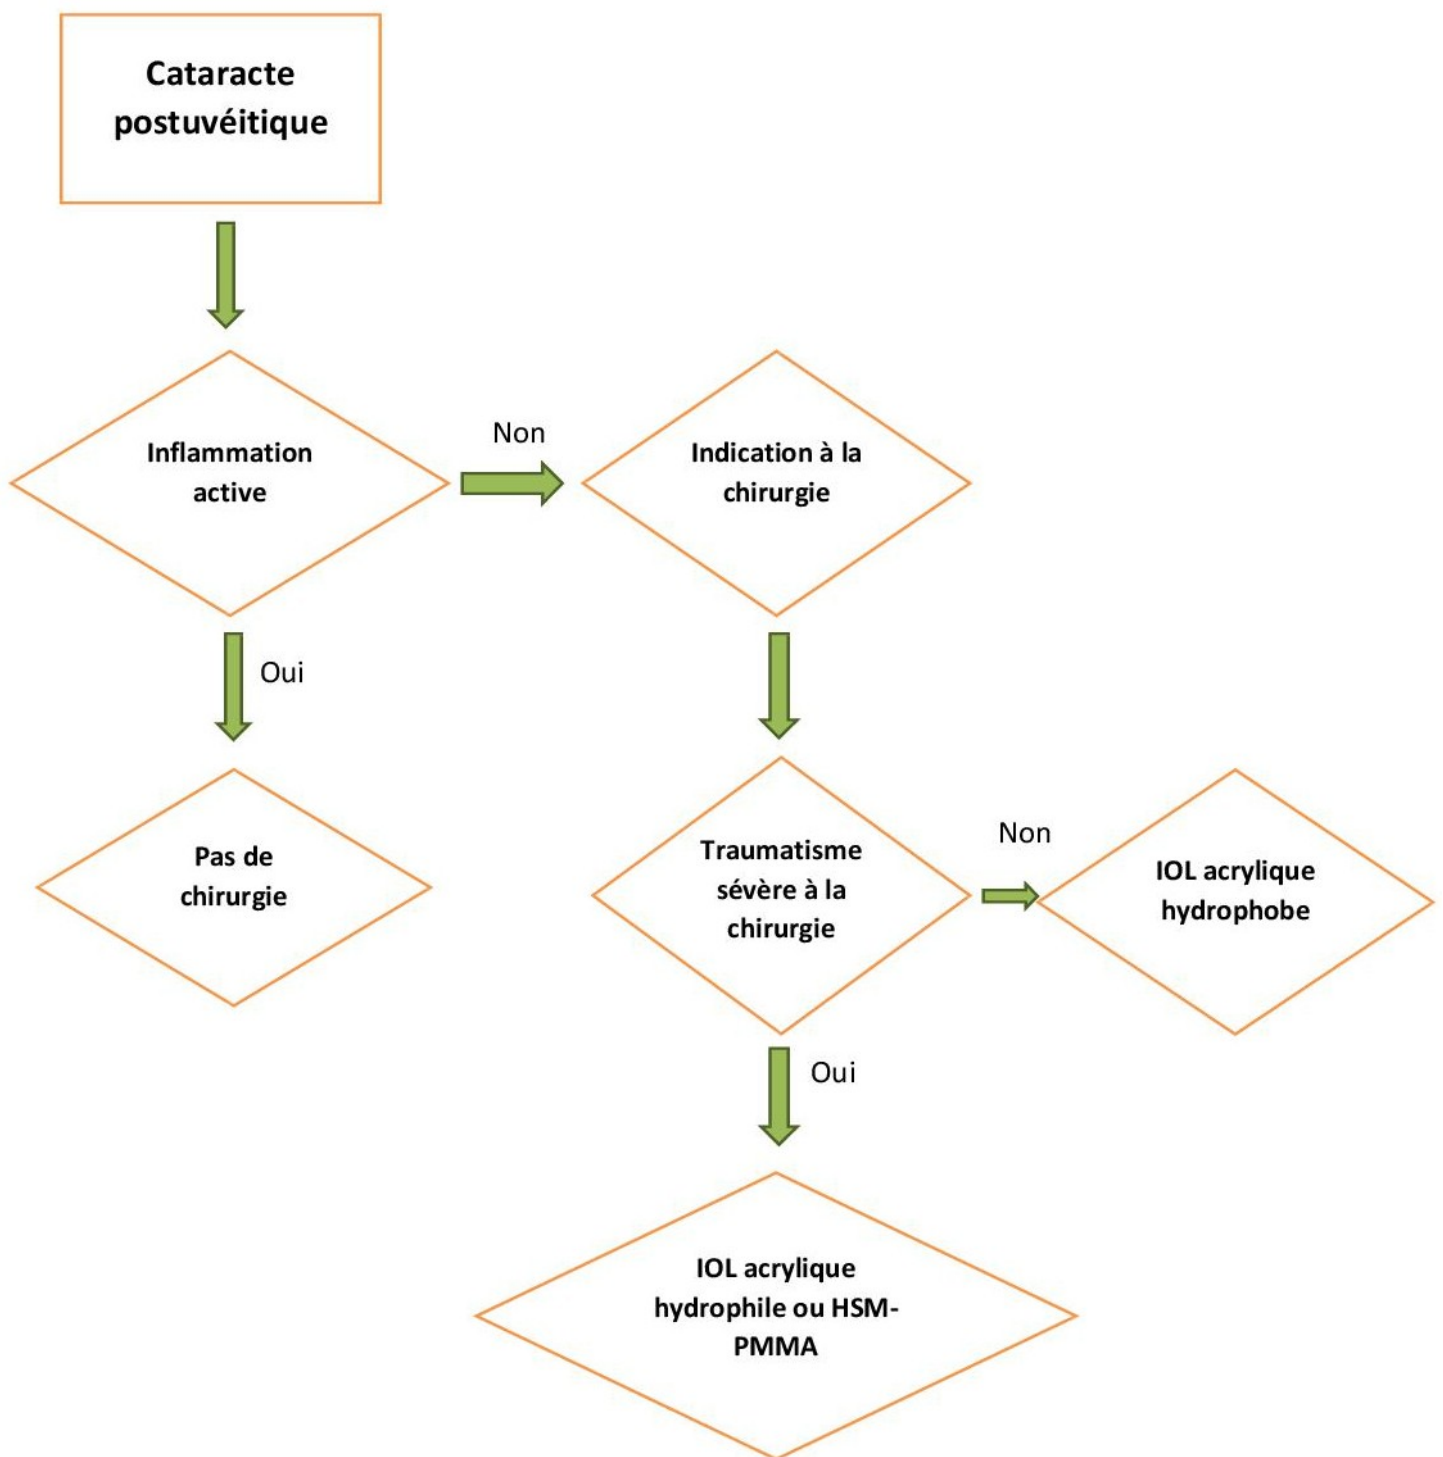 Cataracte
postuvéitique
Inflammation
active
Non
Indication à la
chirurgie
Oui
Pas de
chirurgie
Traumatisme
sévère à la
chirurgie
Non
IOL acrylique
hydrophobe
Oui
IOL acrylique
hydrophile ou HSM-
PMMA